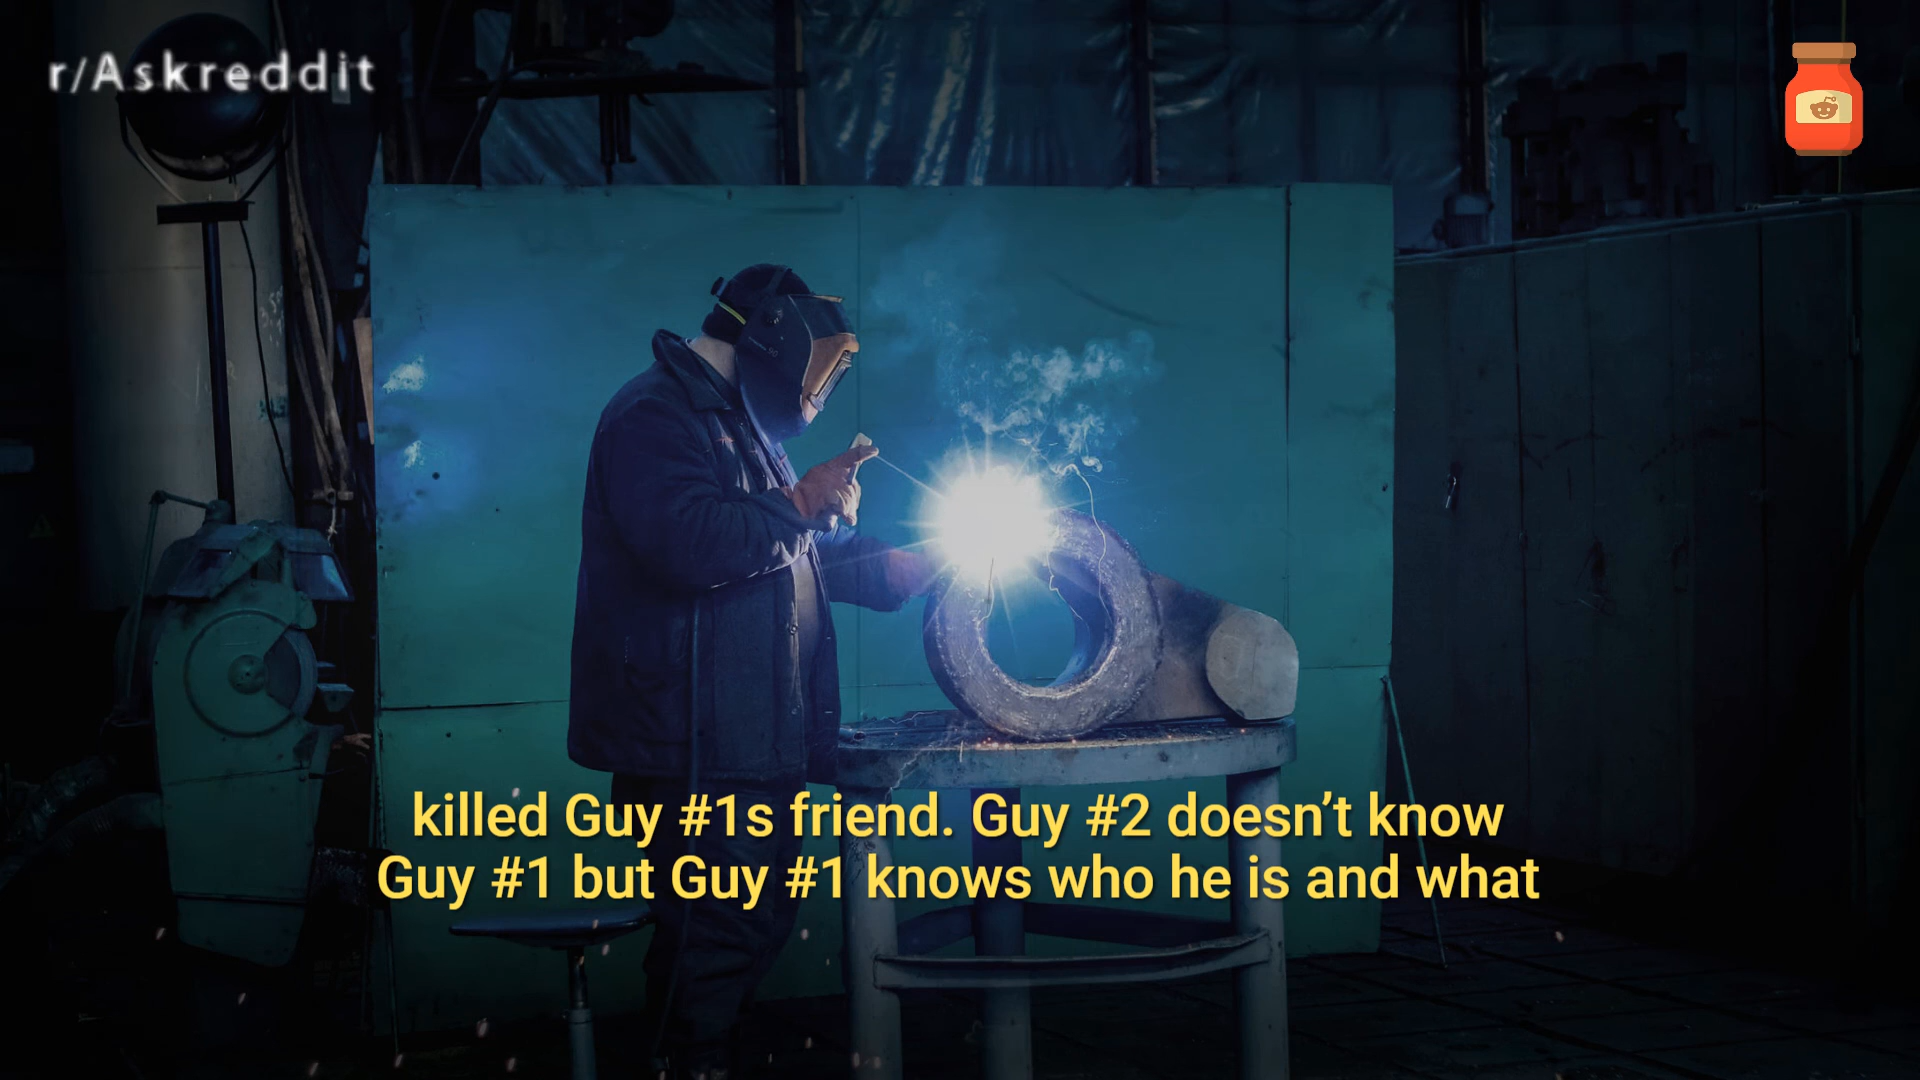 r/Askreddit
killed Guy #1s friend. Guy #2 doesn’t know
Guy #1 but Guy #1 knows who he is and what